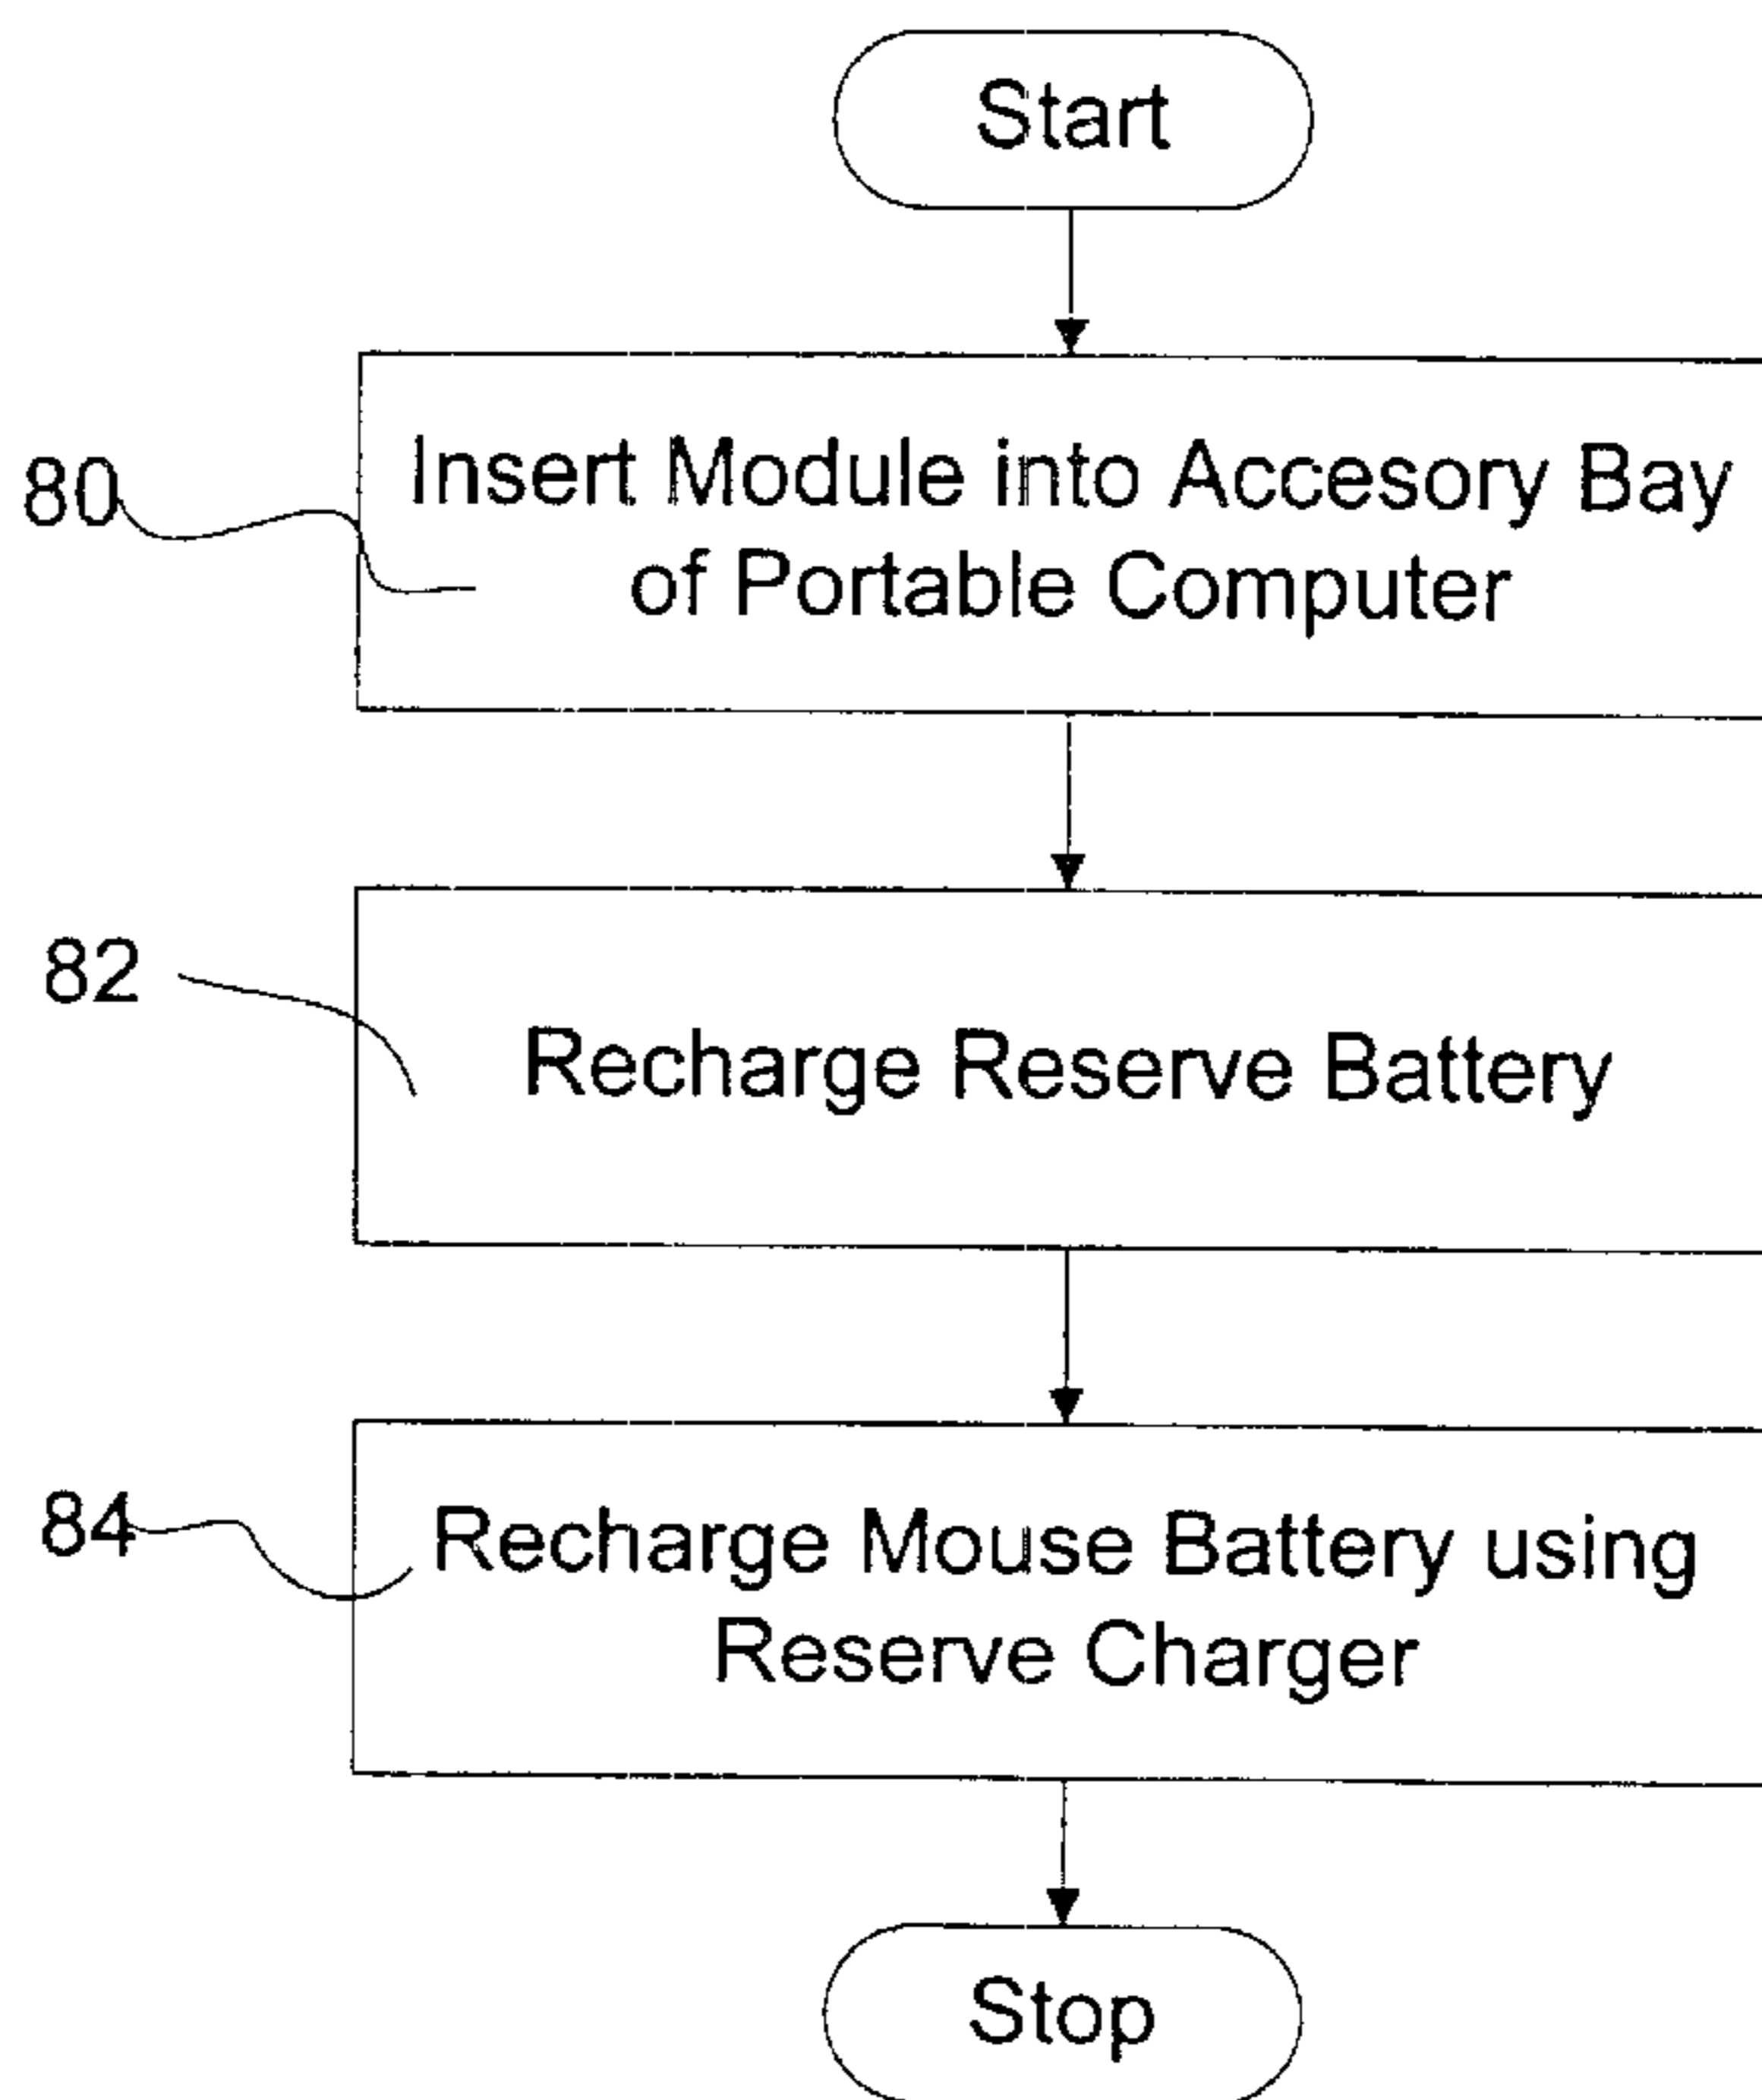 Start
80
Insert Module into Accesory Bay
of Portable Computer
82
Recharge Reserve Battery
84
Recharge Mouse Battery using
Reserve Charger
Stop